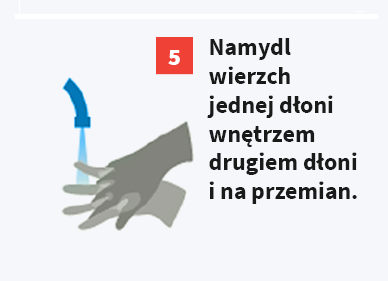 5
Namydl
wierzch
jednej dłoni
wnętrzem
drugiem dłoni
i na przemian.